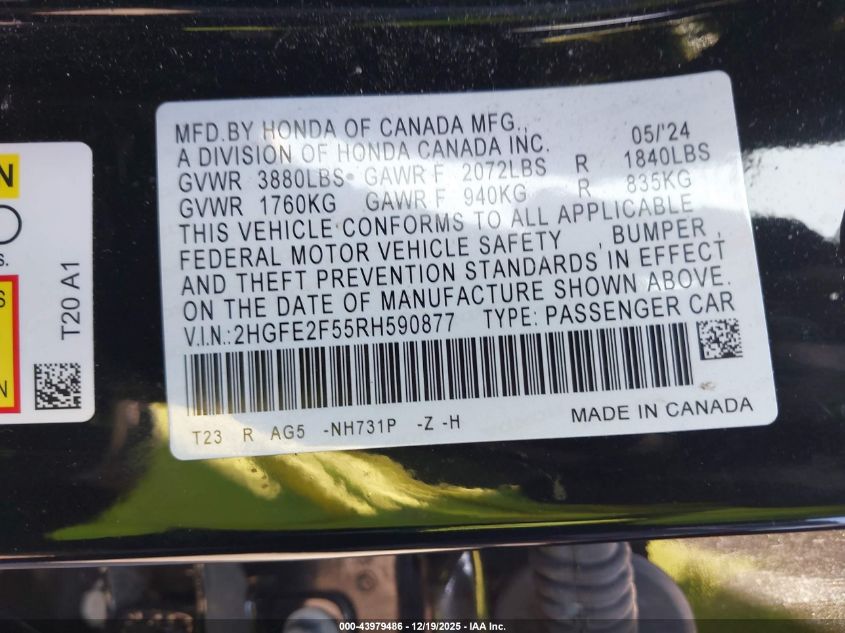 MFD.BY HONDA OF CANADA MFG., 05/'24
A DIVISION OF HONDA CANADA INC.
GVWR 3880LBS GAWR F 2072LBS R 1840LBS
GVWR 1760KG GAWR F 940KG R 835KG
THIS VEHICLE CONFORMS TO ALL APPLICABLE
FEDERAL MOTOR VEHICLE SAFETY , BUMPER ,
AND THEFT PREVENTION STANDARDS IN EFFECT
ON THE DATE OF MANUFACTURE SHOWN ABOVE.
V.I.N.:2HGFE2F55RH590877 TYPE: PASSENGER CAR
T23 R AG5 -NH731P -Z -H
MADE IN CANADA
N
s.
S
N
T20 A1
000-43979486 - 12/19/2025 - IAA Inc.